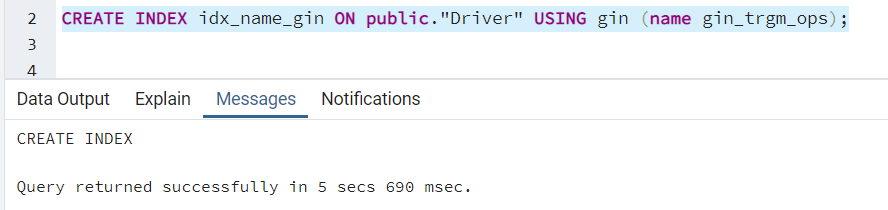 2 CREATE INDEX idx_name_gin ON public."Driver" USING gin (name gin_trgm_ops);
3
4
Data Output Explain Messages Notifications
CREATE INDEX
Query returned successfully in 5 secs 690 msec.